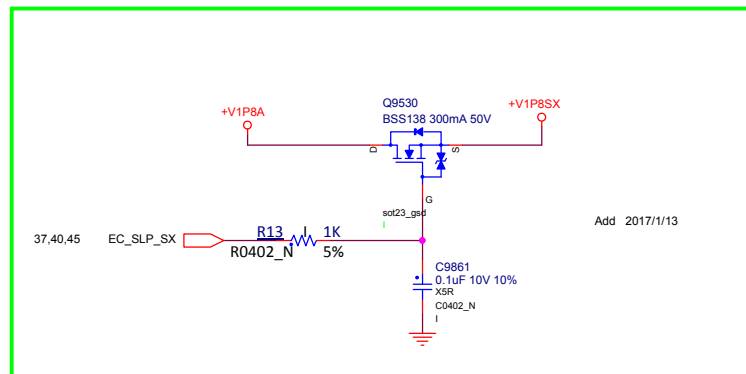 Q9530
+V1P8SX
+V1P8A
BSS138 300mA 50V
D
S
G
sot23_gsd
I
Add 2017/1/13
37,40,45
EC_SLP_SX
R13
I
1K
R0402_N
5%
C9861
0.1uF 10V 10%
X5R
C0402_N
I